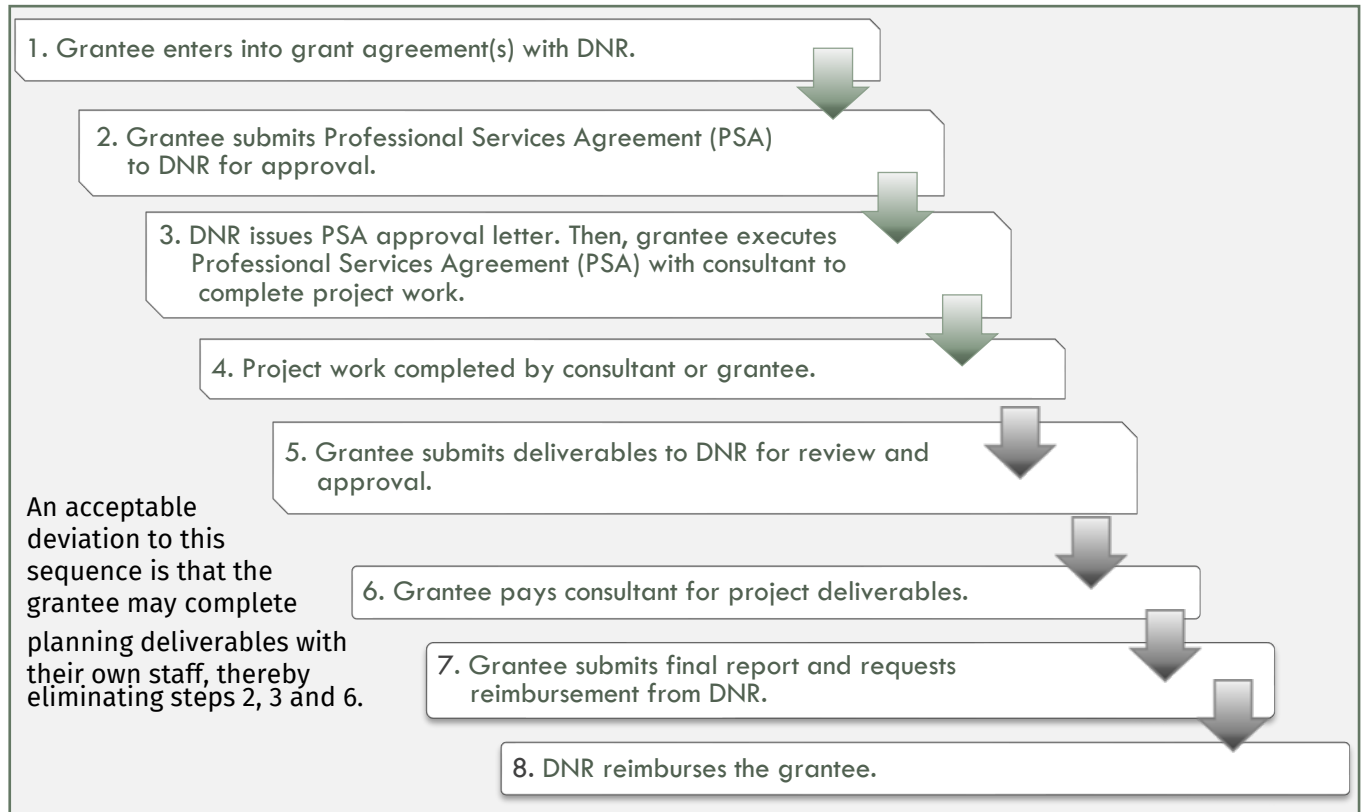 1. Grantee enters into grant agreement(s) with DNR.
2. Grantee submits Professional Services Agreement (PSA)
to DNR for approval.
3. DNR issues PSA approval letter. Then, grantee executes
Professional Services Agreement (PSA) with consultant to
complete project work.
4. Project work completed by consultant or grantee.
5. Grantee submits deliverables to DNR for review and
approval.
6. Grantee pays consultant for project deliverables.
7. Grantee submits final report and requests
reimbursement from DNR.
8. DNR reimburses the grantee.
An acceptable
deviation to this
sequence is that the
grantee may complete
planning deliverables with
their own staff, thereby
eliminating steps 2, 3 and 6.